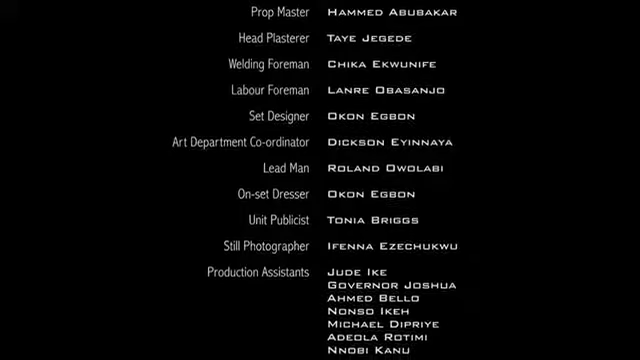 Prop Master HAMMED ABUBAKAR
Head Plasterer TAYE JEGEDE
Welding Foreman CHIKA EKWUNIFE
Labour Foreman LANRE OBASANJO
Set Designer OKON EGBON
Art Department Co-ordinator DICKSON EYINNAYA
Lead Man ROLAND OWOLABI
On-set Dresser OKON EGBON
Unit Publicist TONIA BRIGGS
Still Photographer IFENNA EZECHUKWU
Production Assistants JUDE IKE
GOVERNOR JOSHUA
AHMED BELLO
NONSO IKEH
MICHAEL DIPRIYE
ADEOLA ROTIMI
NNOBI KANU